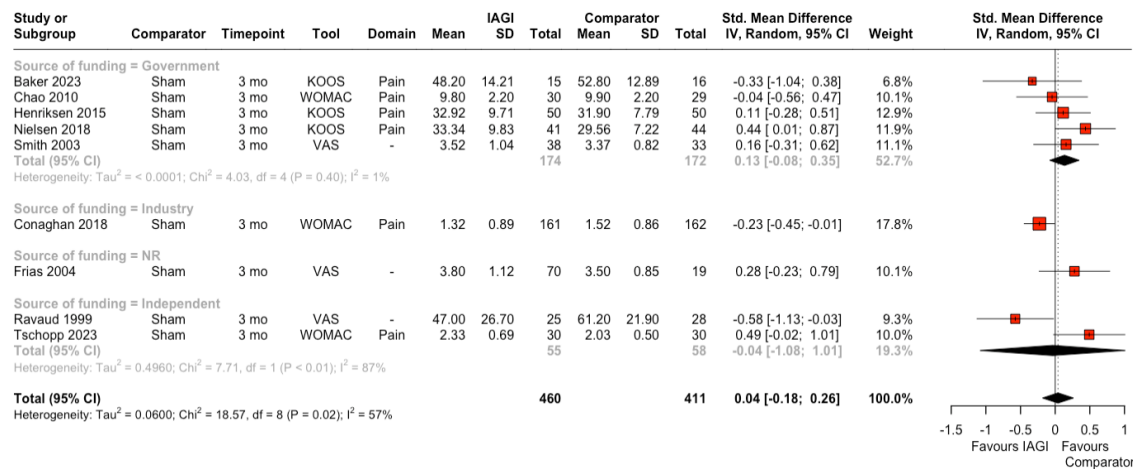 Study or IAGI Comparator Std. Mean Difference Std. Mean Difference
Subgroup Comparator Timepoint Tool Domain Mean SD Total Mean SD Total IV, Random, 95% CI Weight IV, Random, 95% CI
Source of funding = Government
Baker 2023 Sham 3 mo KOOS Pain 48.20 14.21 15 52.80 12.89 16 -0.33 [-1.04; 0.38] 6.8%
Chao 2010 Sham 3 mo WOMAC Pain 9.80 2.20 30 9.90 2.20 29 -0.04 [-0.56; 0.47] 10.1%
Henriksen 2015 Sham 3 mo KOOS Pain 32.92 9.71 50 31.90 7.79 50 0.11 [-0.28; 0.51] 12.9%
Nielsen 2018 Sham 3 mo KOOS Pain 33.34 9.83 41 29.56 7.22 44 0.44 [ 0.01; 0.87] 11.9%
Smith 2003 Sham 3 mo VAS - 3.52 1.04 38 3.37 0.82 33 0.16 [-0.31; 0.62] 11.1%
Total (95% CI) 174 172 0.13 [-0.08; 0.35] 52.7%
Heterogeneity: Tau² = < 0.0001; Chi² = 4.03, df = 4 (P = 0.40); I² = 1%
Source of funding = Industry
Conaghan 2018 Sham 3 mo WOMAC Pain 1.32 0.89 161 1.52 0.86 162 -0.23 [-0.45; -0.01] 17.8%
Source of funding = NR
Frias 2004 Sham 3 mo VAS - 3.80 1.12 70 3.50 0.85 19 0.28 [-0.23; 0.79] 10.1%
Source of funding = Independent
Ravaud 1999 Sham 3 mo VAS - 47.00 26.70 25 61.20 21.90 28 -0.58 [-1.13; -0.03] 9.3%
Tschopp 2023 Sham 3 mo WOMAC Pain 2.33 0.69 30 2.03 0.50 30 0.49 [-0.02; 1.01] 10.0%
Total (95% CI) 55 58 -0.04 [-1.08; 1.01] 19.3%
Heterogeneity: Tau² = 0.4960; Chi² = 7.71, df = 1 (P < 0.01); I² = 87%
Total (95% CI) 460 411 0.04 [-0.18; 0.26] 100.0%
Heterogeneity: Tau² = 0.0600; Chi² = 18.57, df = 8 (P = 0.02); I² = 57%
-1.5 -1 -0.5 0 0.5 1
Favours IAGI Favours
Comparator